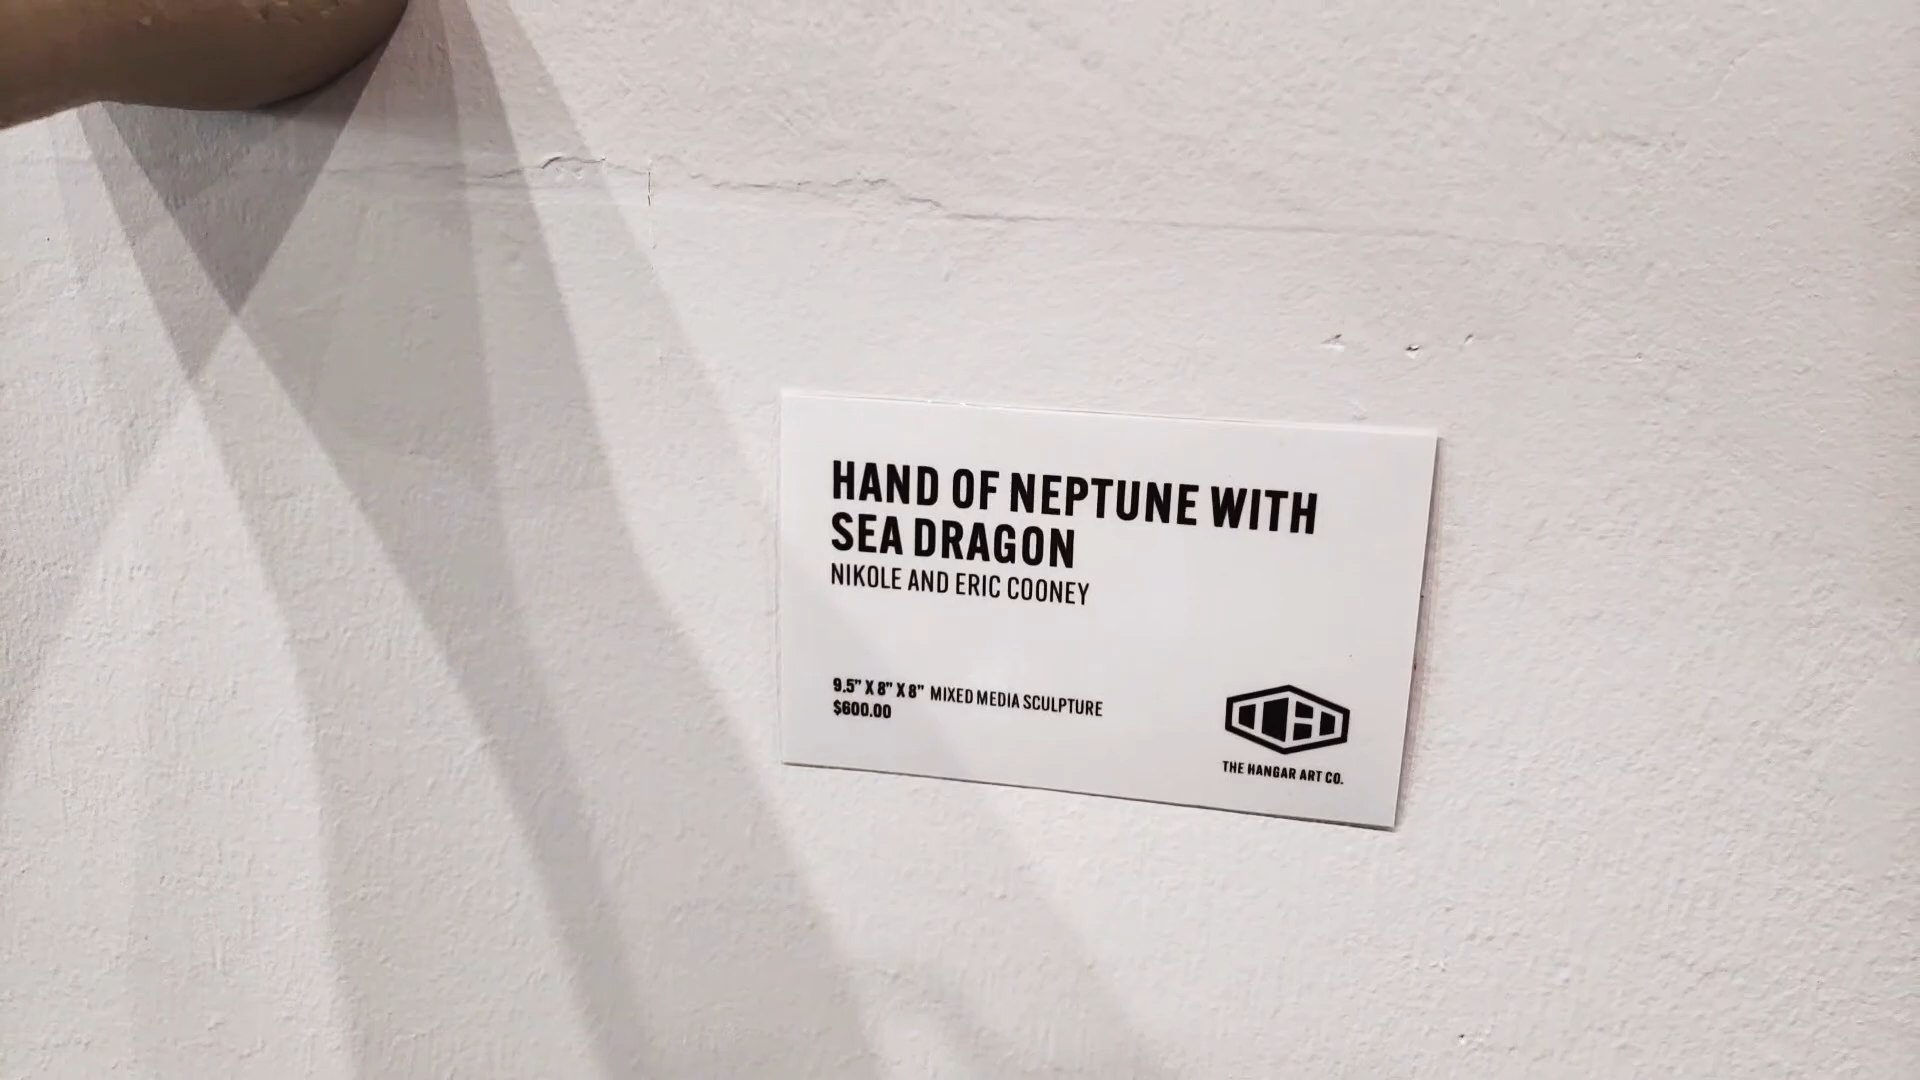 HAND OF NEPTUNE WITH
SEA DRAGON
NIKOLE AND ERIC COONEY
9.5" X 8" X 8" MIXED MEDIA SCULPTURE
$600.00
THE HANGAR ART CO.